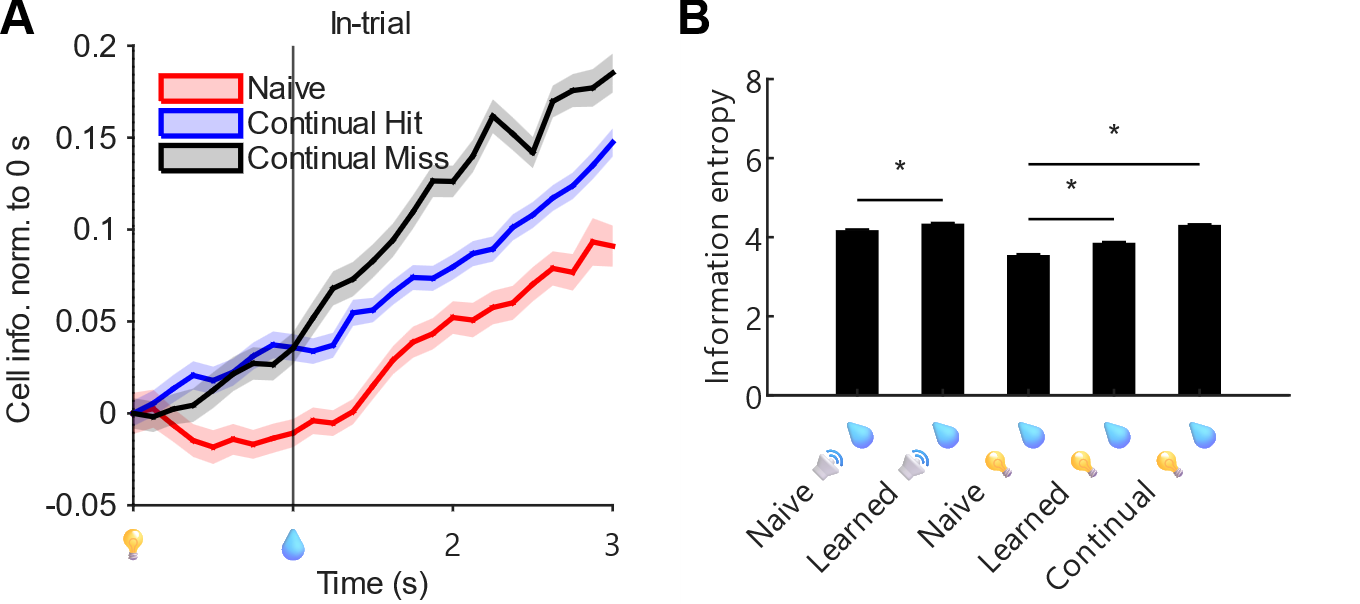 A
In-trial
0.2
0.15
0.1
0.05
0
-0.05
Cell info. norm. to 0 s
Naive
Continual Hit
Continual Miss
2
3
Time (s)
B
8
6
4
2
0
Information entropy
*
*
*
Naive
Learned
Naive
Learned
Continual